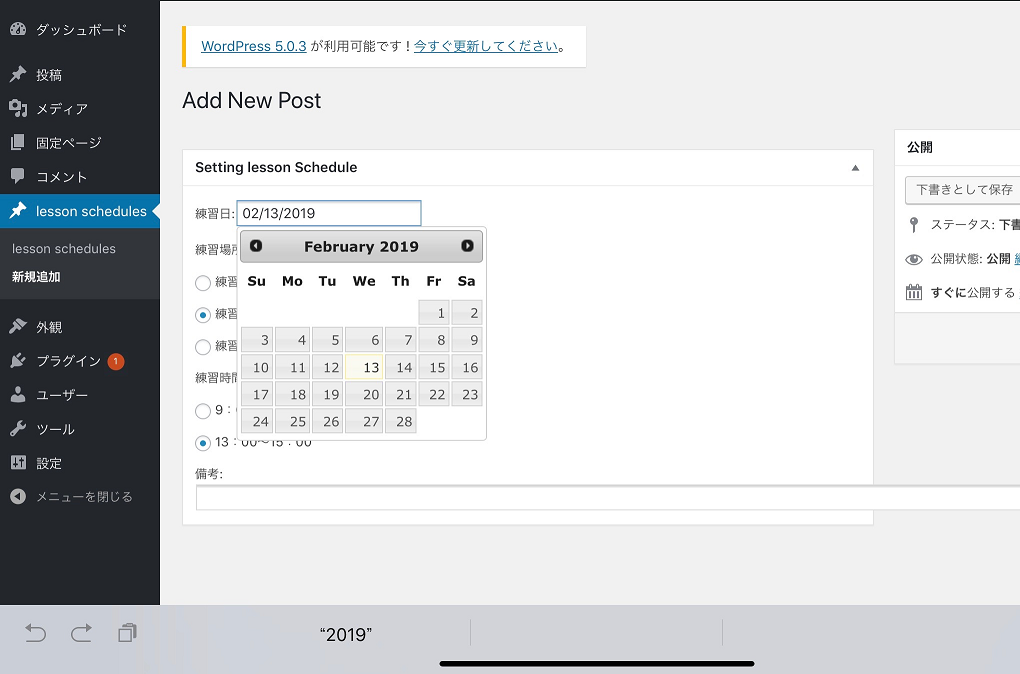 ダッシュボード
投稿
メディア
固定ページ
コメント
lesson schedules
lesson schedules
新規追加
外観
プラグイン 1
ユーザー
ツール
設定
メニューを閉じる
WordPress 5.0.3 が利用可能です ! 今すぐ更新してください。
Add New Post
Setting lesson Schedule
練習日: 02/13/2019
February 2019
Su Mo Tu We Th Fr Sa
1 2
3 4 5 6 7 8 9
10 11 12 13 14 15 16
17 18 19 20 21 22 23
24 25 26 27 28
練習場所
練習
練習
練習
練習時間
9：
13：00〜15：00
備考:
公開
下書きとして保存
ステータス: 下書
公開状態: 公開
すぐに公開する
“2019”